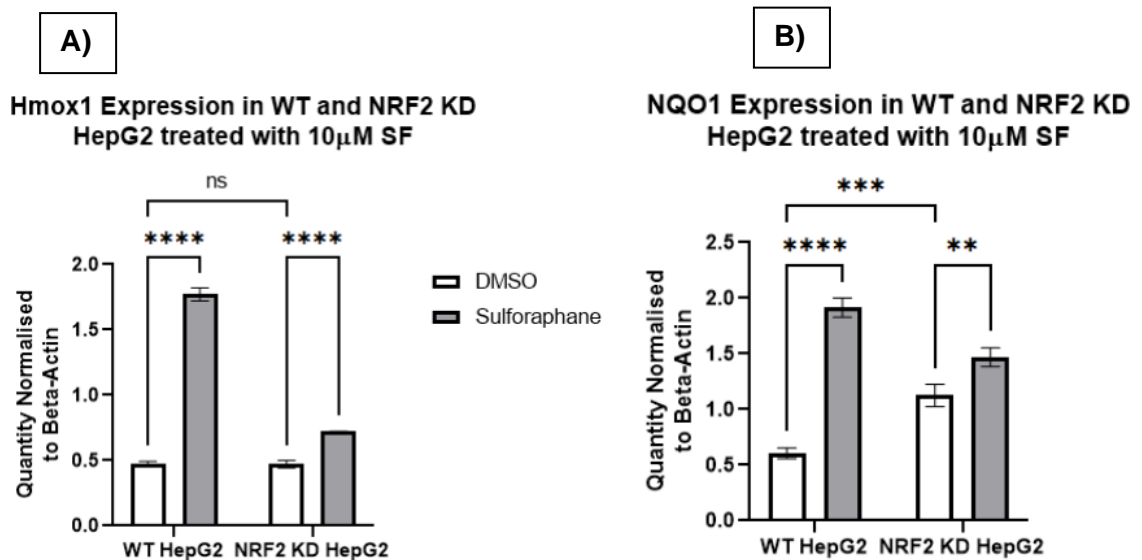 A)
Hmox1 Expression in WT and NRF2 KD
HepG2 treated with 10μM SF
ns
**** ****
2.0
1.5
1.0
0.5
0.0
Quantity Normalised
to Beta-Actin
WT HepG2 NRF2 KD HepG2
DMSO
Sulforaphane
B)
NQO1 Expression in WT and NRF2 KD
HepG2 treated with 10μM SF
***
**** **
2.5
2.0
1.5
1.0
0.5
0.0
Quantity Normalised
to Beta-Actin
WT HepG2 NRF2 KD HepG2